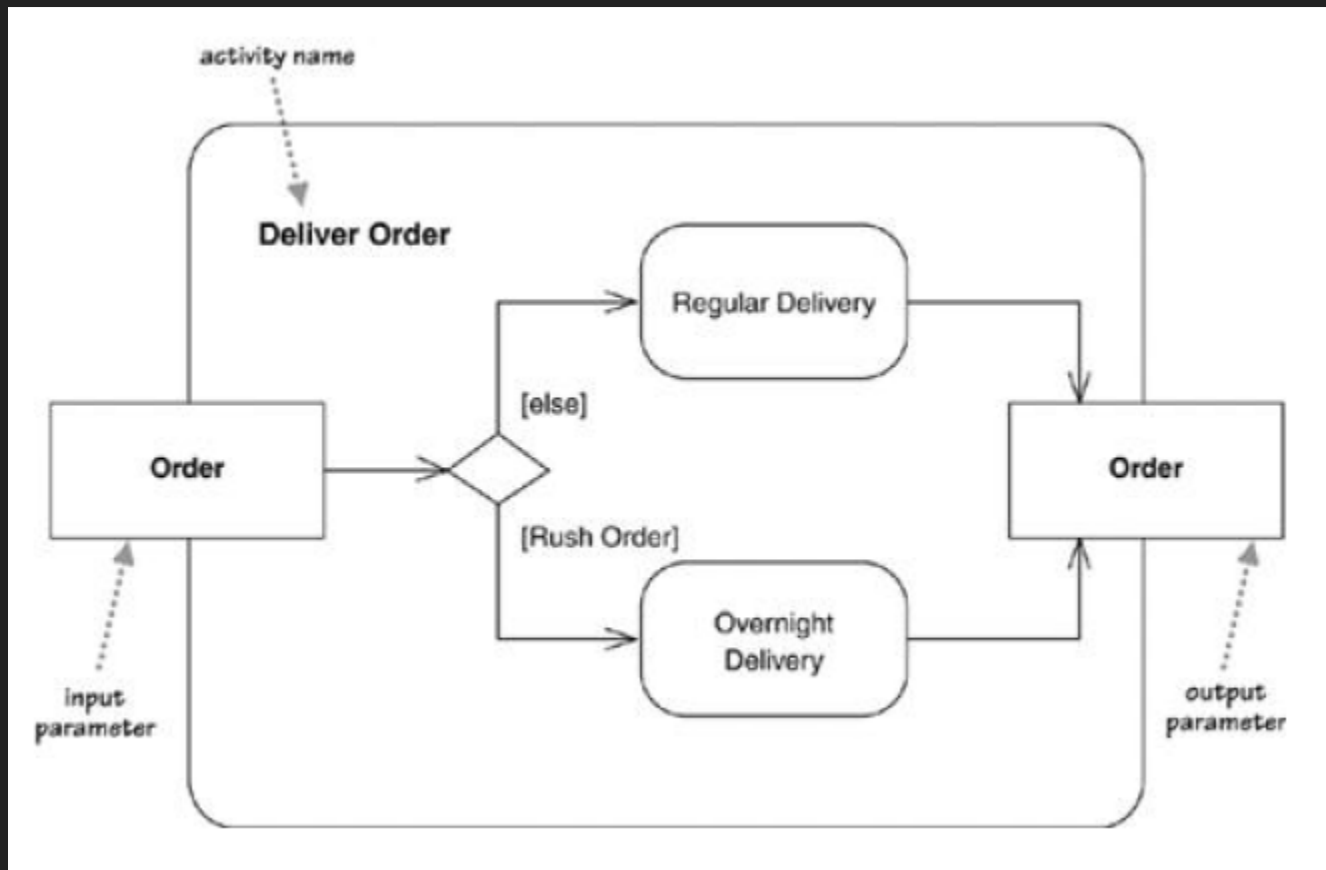 activity name
Deliver Order
Regular Delivery
[else]
Order
Order
[Rush Order]
Overnight
Delivery
input
parameter
output
parameter